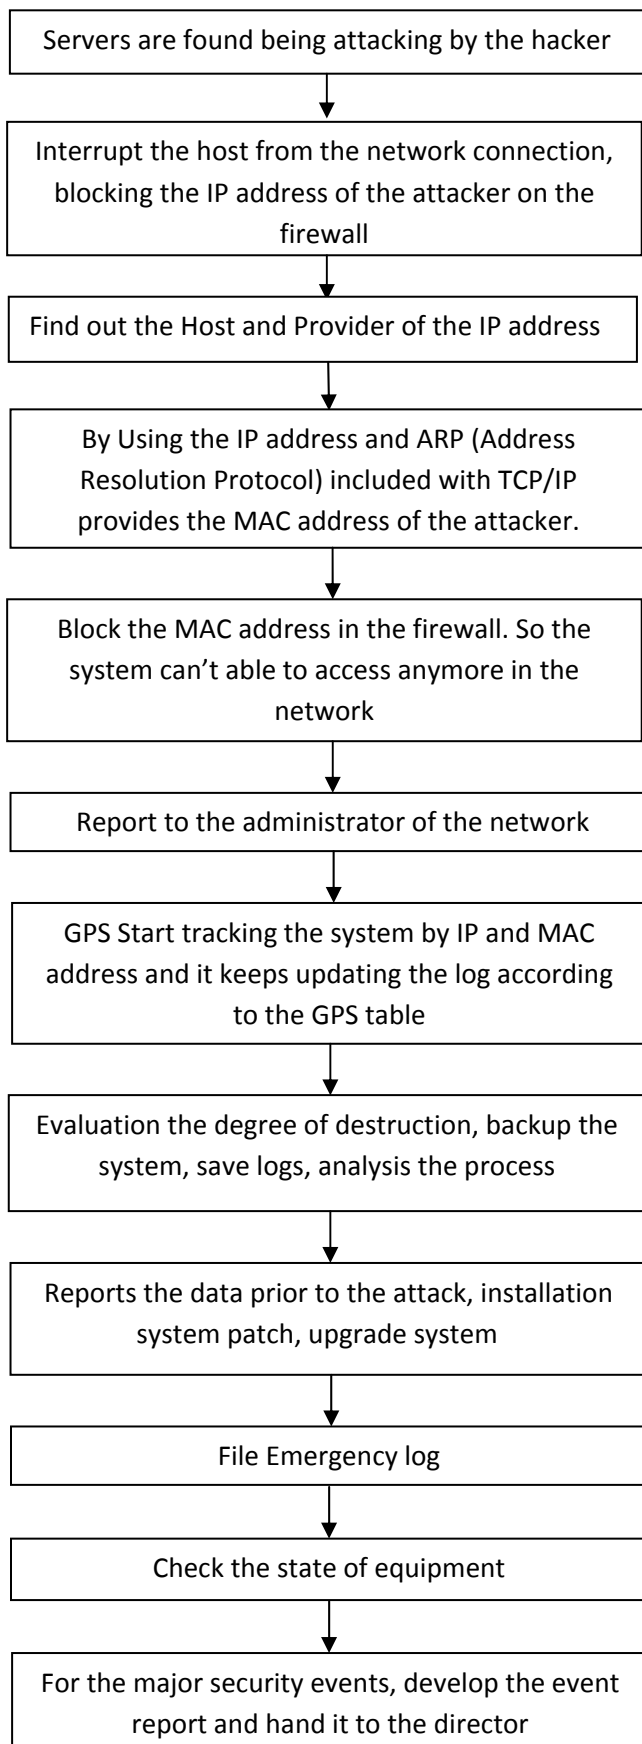 Servers are found being attacking by the hacker
Interrupt the host from the network connection,
blocking the IP address of the attacker on the
firewall
Find out the Host and Provider of the IP address
By Using the IP address and ARP (Address
Resolution Protocol) included with TCP/IP
provides the MAC address of the attacker.
Block the MAC address in the firewall. So the
system can’t able to access anymore in the
network
Report to the administrator of the network
GPS Start tracking the system by IP and MAC
address and it keeps updating the log according
to the GPS table
Evaluation the degree of destruction, backup the
system, save logs, analysis the process
Reports the data prior to the attack, installation
system patch, upgrade system
File Emergency log
Check the state of equipment
For the major security events, develop the event
report and hand it to the director